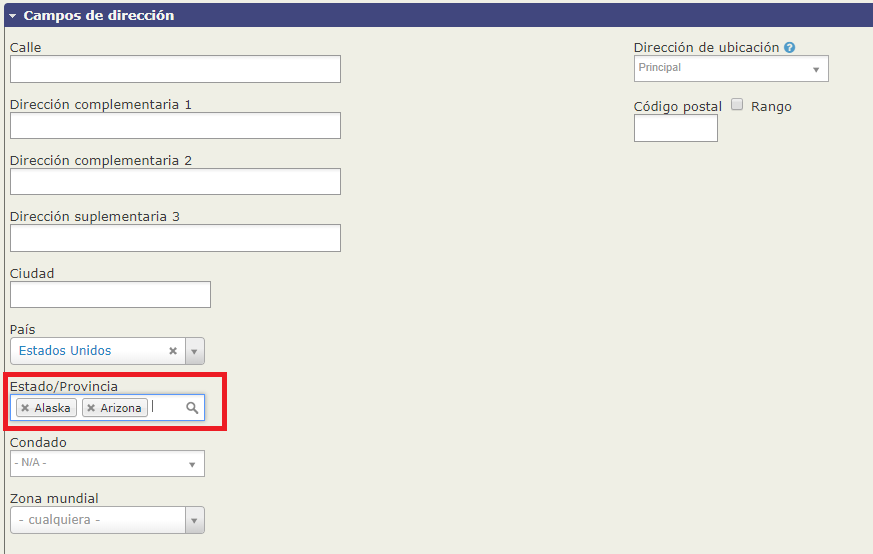 Campos de dirección
Calle
Dirección complementaria 1
Dirección complementaria 2
Dirección suplementaria 3
Ciudad
País
Estados Unidos
Estado/Provincia
Alaska Arizona
Condado
- N/A -
Zona mundial
- cualquiera -
Dirección de ubicación ?
Principal
Código postal Rango